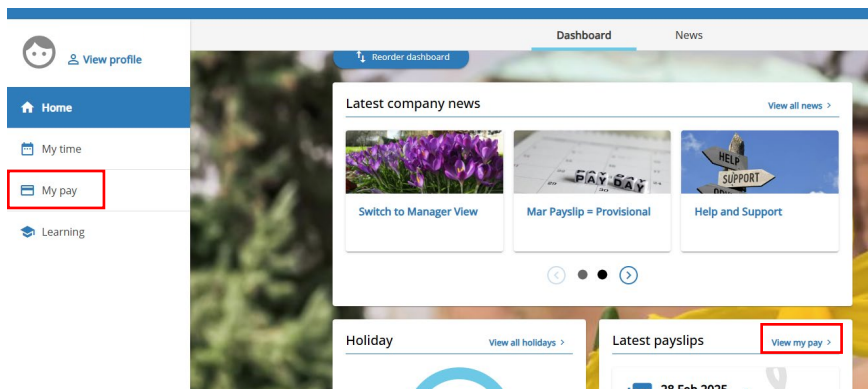 Dashboard
News
View profile
Reorder dashboard
Home
Latest company news
View all news >
My time
HELP
SUPPORT
PAY DAY
My pay
Switch to Manager View
Mar Payslip = Provisional
Help and Support
Learning
Holiday
View all holidays >
Latest payslips
View my pay >
28 Feb 2025